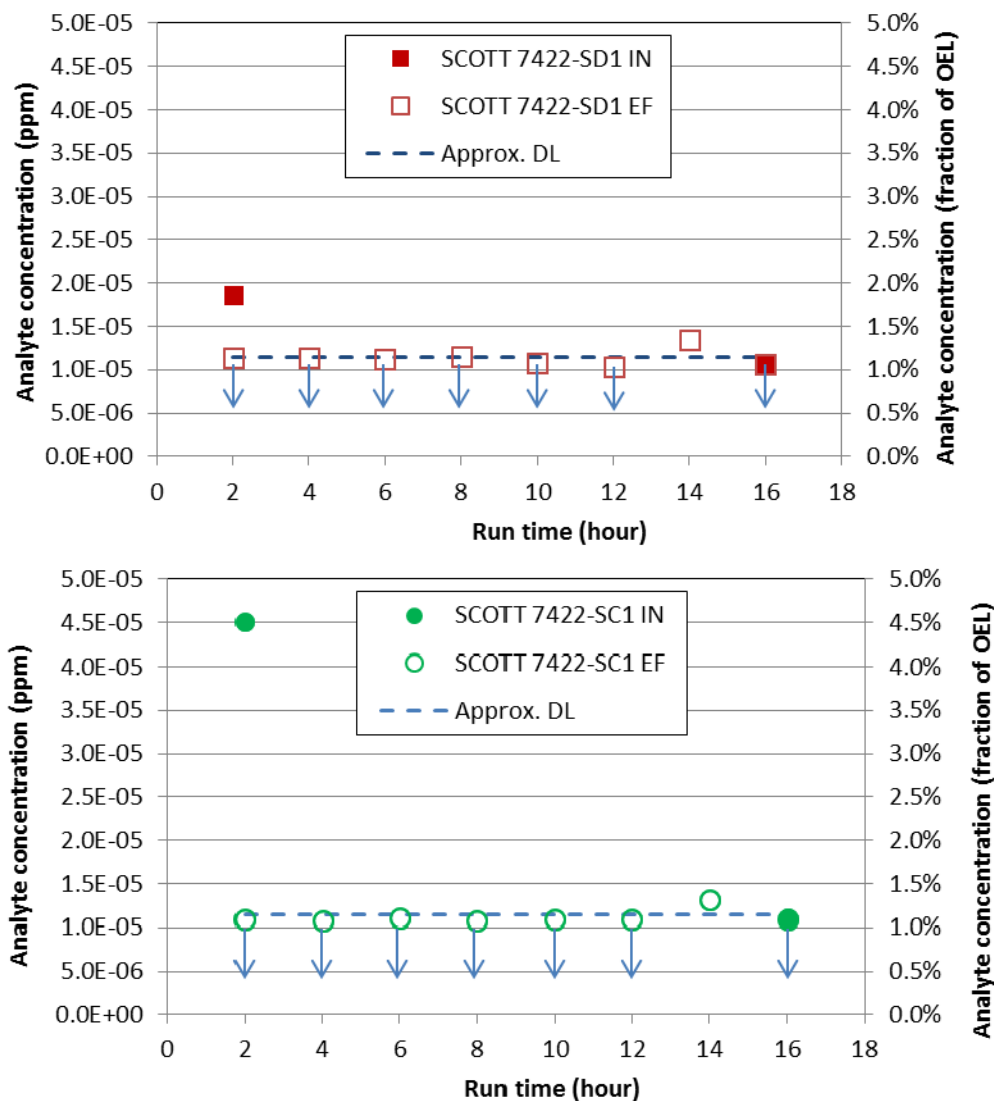 Analyte concentration (ppm)
5.0E-05
4.5E-05
4.0E-05
3.5E-05
3.0E-05
2.5E-05
2.0E-05
1.5E-05
1.0E-05
5.0E-06
0.0E+00
SCOTT 7422-SD1 IN
SCOTT 7422-SD1 EF
Approx. DL
5.0%
4.5%
4.0%
3.5%
3.0%
2.5%
2.0%
1.5%
1.0%
0.5%
0.0%
Analyte concentration (fraction of OEL)
0 2 4 6 8 10 12 14 16 18
Run time (hour)
Analyte concentration (ppm)
5.0E-05
4.5E-05
4.0E-05
3.5E-05
3.0E-05
2.5E-05
2.0E-05
1.5E-05
1.0E-05
5.0E-06
0.0E+00
SCOTT 7422-SC1 IN
SCOTT 7422-SC1 EF
Approx. DL
5.0%
4.5%
4.0%
3.5%
3.0%
2.5%
2.0%
1.5%
1.0%
0.5%
0.0%
Analyte concentration (fraction of OEL)
0 2 4 6 8 10 12 14 16 18
Run time (hour)